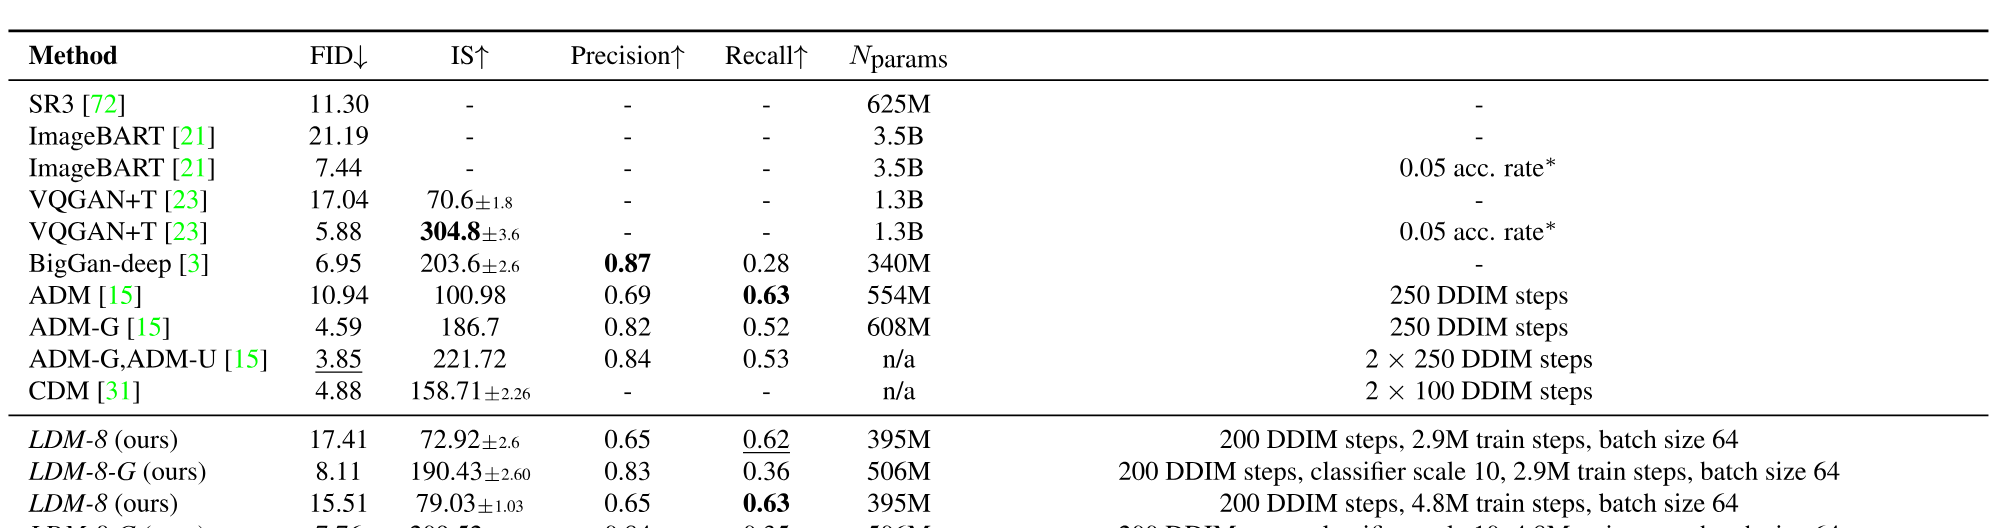 Method FID↓ IS↑ Precision↑ Recall↑ Nparams
SR3 [72] 11.30 - - - 625M -
ImageBART [21] 21.19 - - - 3.5B -
ImageBART [21] 7.44 - - - 3.5B 0.05 acc. rate*
VQGAN+T [23] 17.04 70.6±1.8 - - 1.3B -
VQGAN+T [23] 5.88 304.8±3.6 - - 1.3B 0.05 acc. rate*
BigGan-deep [3] 6.95 203.6±2.6 0.87 0.28 340M -
ADM [15] 10.94 100.98 0.69 0.63 554M 250 DDIM steps
ADM-G [15] 4.59 186.7 0.82 0.52 608M 250 DDIM steps
ADM-G,ADM-U [15] 3.85 221.72 0.84 0.53 n/a 2 × 250 DDIM steps
CDM [31] 4.88 158.71±2.26 - - n/a 2 × 100 DDIM steps
LDM-8 (ours) 17.41 72.92±2.6 0.65 0.62 395M 200 DDIM steps, 2.9M train steps, batch size 64
LDM-8-G (ours) 8.11 190.43±2.60 0.83 0.36 506M 200 DDIM steps, classifier scale 10, 2.9M train steps, batch size 64
LDM-8 (ours) 15.51 79.03±1.03 0.65 0.63 395M 200 DDIM steps, 4.8M train steps, batch size 64